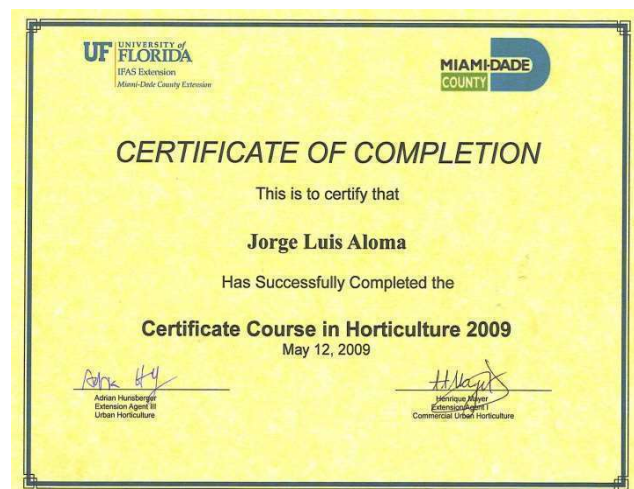 UF UNIVERSITY of
FLORIDA
IFAS Extension
Miami-Dade County Extension
MIAMI-DADE
COUNTY
CERTIFICATE OF COMPLETION
This is to certify that
Jorge Luis Aloma
Has Successfully Completed the
Certificate Course in Horticulture 2009
May 12, 2009
Adrian Hunsberger
Extension Agent III
Urban Horticulture
Henrique Mayer
Extension Agent I
Commercial Urban Horticulture